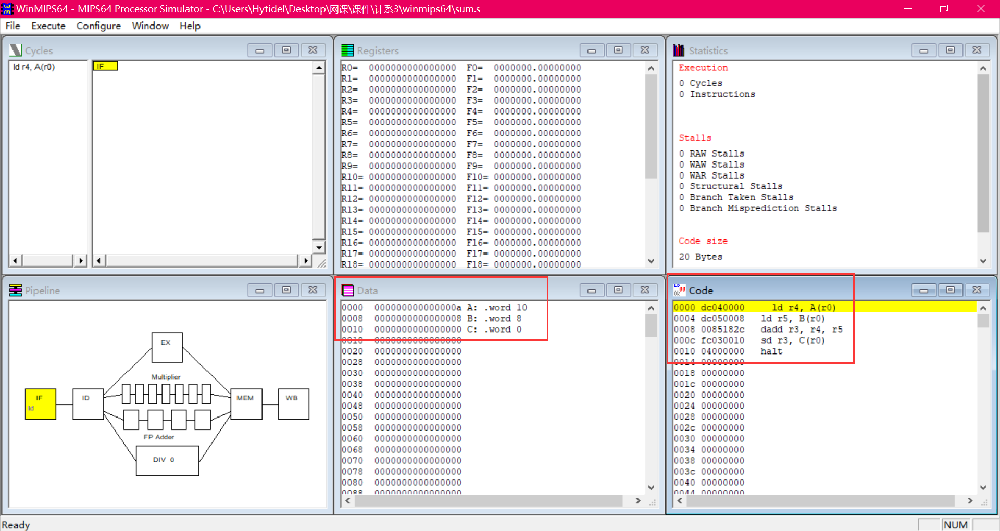 WinMIPS64 - MIPS64 Processor Simulator - C:\Users\Hytidel\Desktop\网课\课件\计系3\winmips64\sum.s
File Execute Configure Window Help
Cycles
ld r4, A(r0)
IF
Registers
R0= 0000000000000000 F0= 0000000.00000000
R1= 0000000000000000 F1= 0000000.00000000
R2= 0000000000000000 F2= 0000000.00000000
R3= 0000000000000000 F3= 0000000.00000000
R4= 0000000000000000 F4= 0000000.00000000
R5= 0000000000000000 F5= 0000000.00000000
R6= 0000000000000000 F6= 0000000.00000000
R7= 0000000000000000 F7= 0000000.00000000
R8= 0000000000000000 F8= 0000000.00000000
R9= 0000000000000000 F9= 0000000.00000000
R10= 0000000000000000 F10= 0000000.00000000
R11= 0000000000000000 F11= 0000000.00000000
R12= 0000000000000000 F12= 0000000.00000000
R13= 0000000000000000 F13= 0000000.00000000
R14= 0000000000000000 F14= 0000000.00000000
R15= 0000000000000000 F15= 0000000.00000000
R16= 0000000000000000 F16= 0000000.00000000
R17= 0000000000000000 F17= 0000000.00000000
R18= 0000000000000000 F18= 0000000.00000000
Statistics
Execution
0 Cycles
0 Instructions
Stalls
0 RAW Stalls
0 WAW Stalls
0 WAR Stalls
0 Structural Stalls
0 Branch Taken Stalls
0 Branch Misprediction Stalls
Code size
20 Bytes
Pipeline
EX
Multiplier
IF
ld
ID
MEM
WB
FP Adder
DIV 0
Data
0000 000000000000000a A: .word 10
0008 0000000000000008 B: .word 8
0010 0000000000000000 C: .word 0
0018 0000000000000000
0020 0000000000000000
0028 0000000000000000
0030 0000000000000000
0038 0000000000000000
0040 0000000000000000
0048 0000000000000000
0050 0000000000000000
0058 0000000000000000
0060 0000000000000000
0068 0000000000000000
0070 0000000000000000
0078 0000000000000000
0080 0000000000000000
0088 0000000000000000
Code
0000 dc040000 ld r4, A(r0)
0004 dc050008 ld r5, B(r0)
0008 0085182c dadd r3, r4, r5
000c fc030010 sd r3, C(r0)
0010 04000000 halt
0014 00000000
0018 00000000
001c 00000000
0020 00000000
0024 00000000
0028 00000000
002c 00000000
0030 00000000
0034 00000000
0038 00000000
003c 00000000
0040 00000000
0044 00000000
Ready
NUM